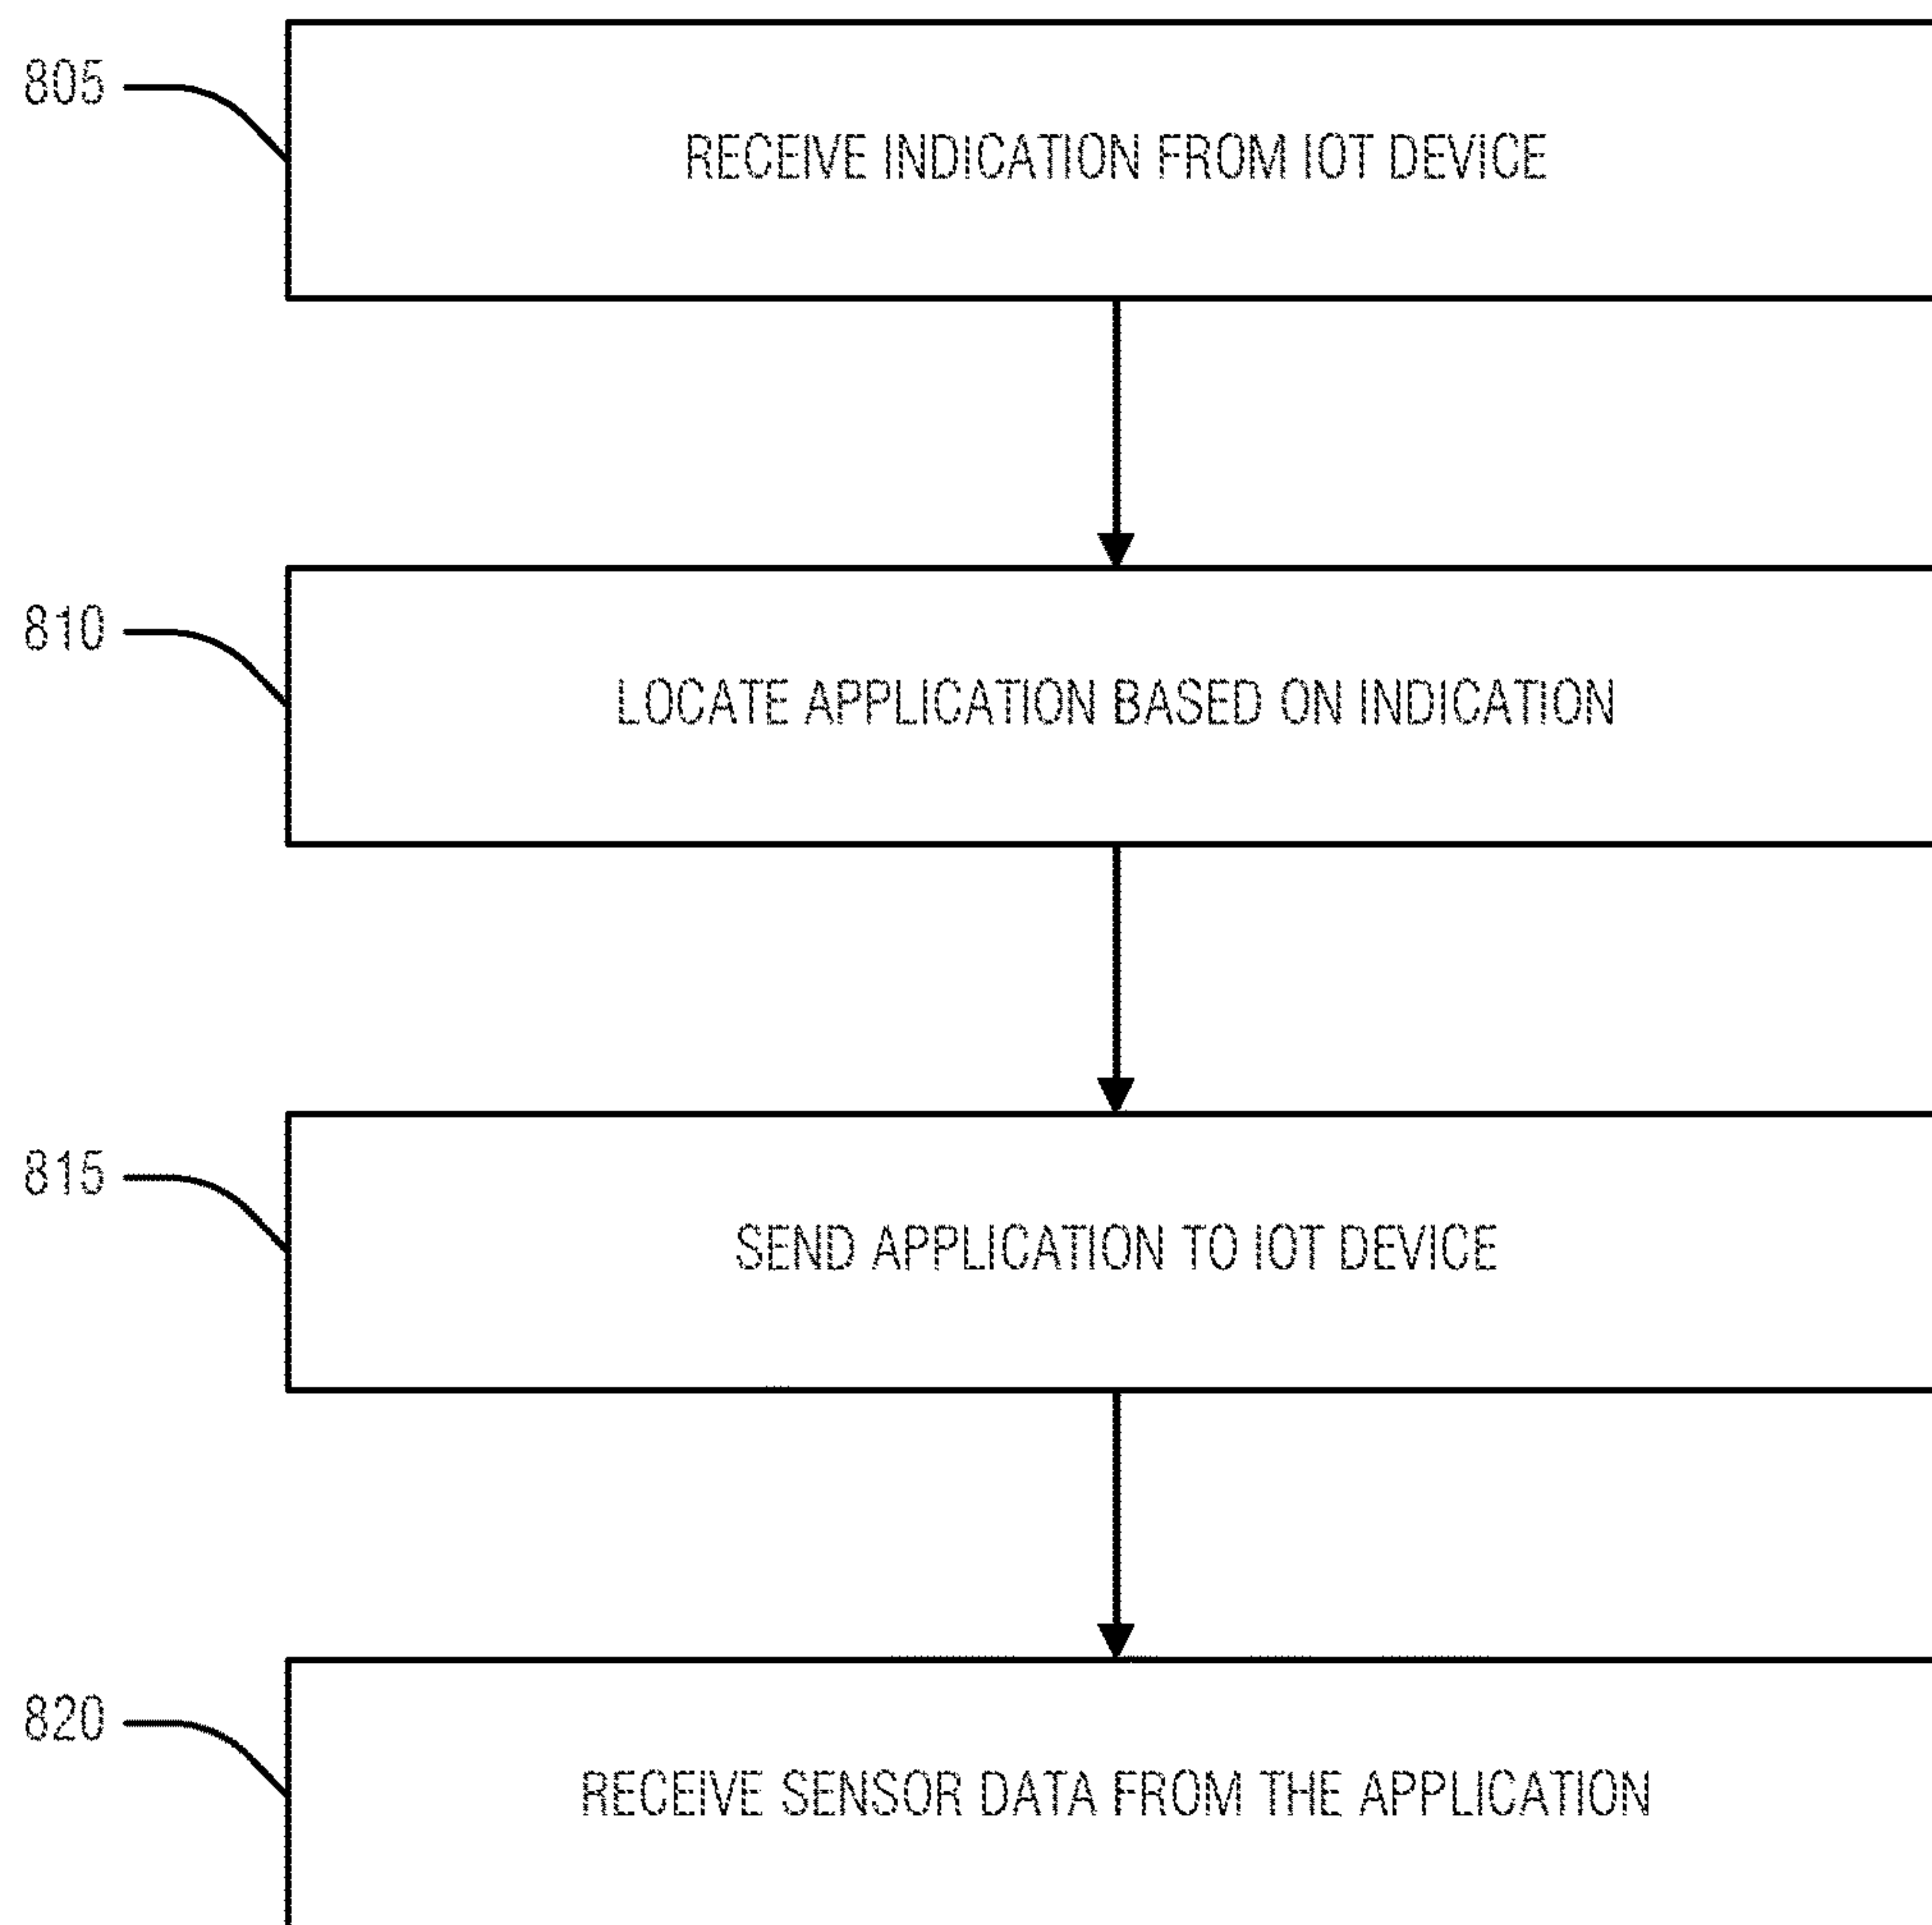 805
RECEIVE INDICATION FROM IOT DEVICE
810
LOCATE APPLICATION BASED ON INDICATION
815
SEND APPLICATION TO IOT DEVICE
820
RECEIVE SENSOR DATA FROM THE APPLICATION